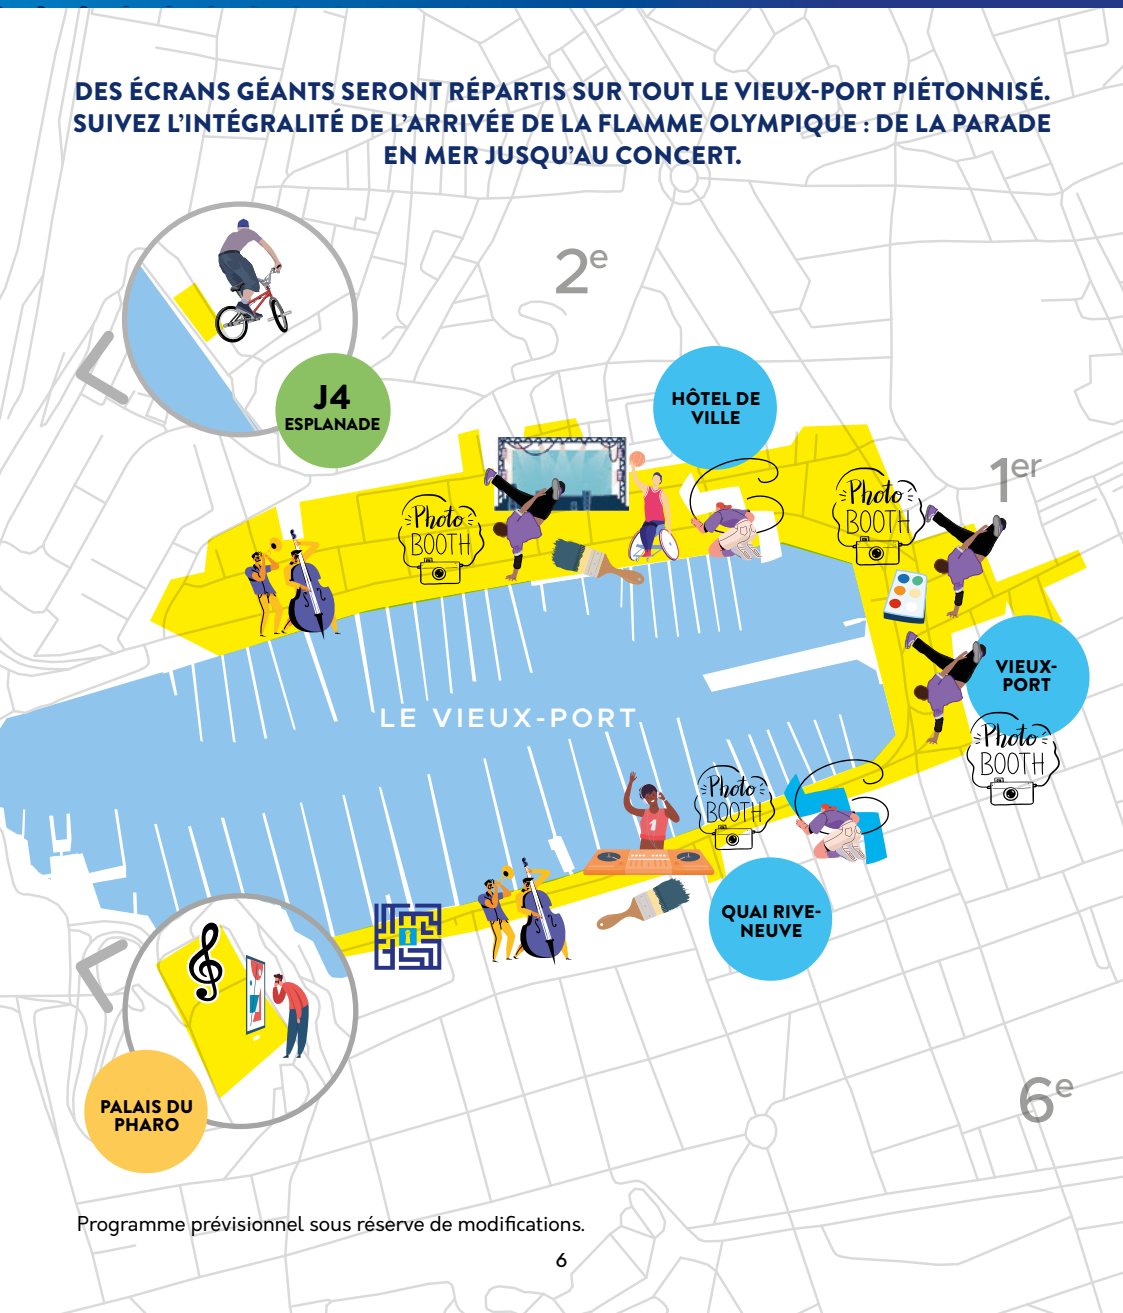 DES ÉCRANS GÉANTS SERONT RÉPARTIS SUR TOUT LE VIEUX-PORT PIÉTONNISÉ.
SUIVEZ L'INTÉGRALITÉ DE L'ARRIVÉE DE LA FLAMME OLYMPIQUE : DE LA PARADE
EN MER JUSQU'AU CONCERT.
2e
J4
ESPLANADE
HÔTEL DE
VILLE
1er
Photo
BOOTH
Photo
BOOTH
VIEUX-
PORT
LE VIEUX-PORT
Photo
BOOTH
Photo
BOOTH
1
QUAI RIVE-
NEUVE
i
PALAIS DU
PHARO
6e
Programme prévisionnel sous réserve de modifications.
6